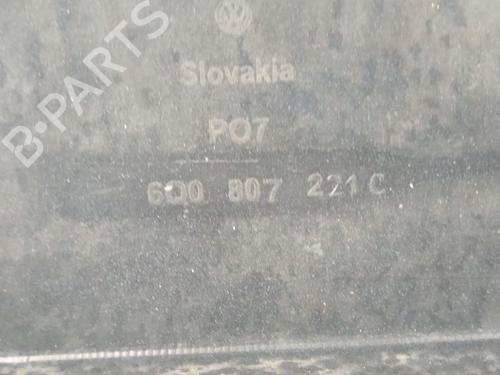 B-PARTS
Slovakia
PO7
6Q0 807 221 C